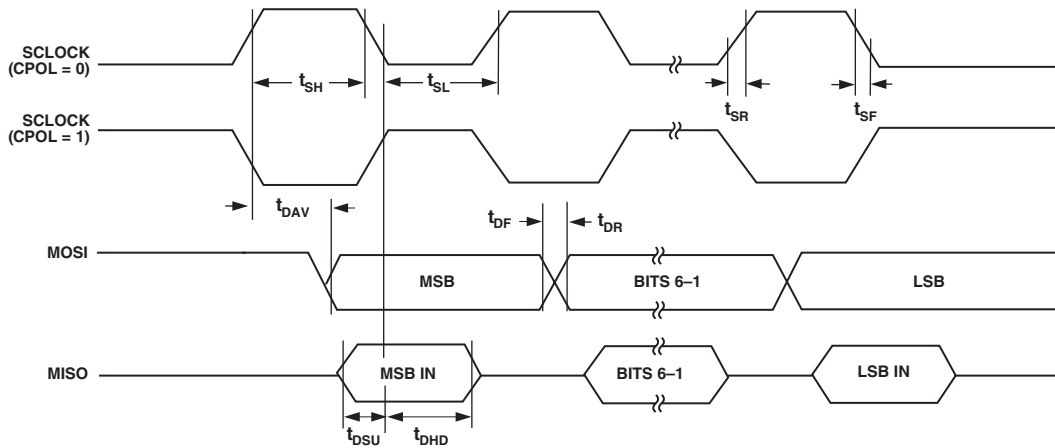 SCLOCK
(CPOL = 0)
tSH
tSL
tSR
tSF
SCLOCK
(CPOL = 1)
tDAV
tDF
tDR
MOSI
MSB
BITS 6–1
LSB
MISO
MSB IN
BITS 6–1
LSB IN
tDSU
tDHD